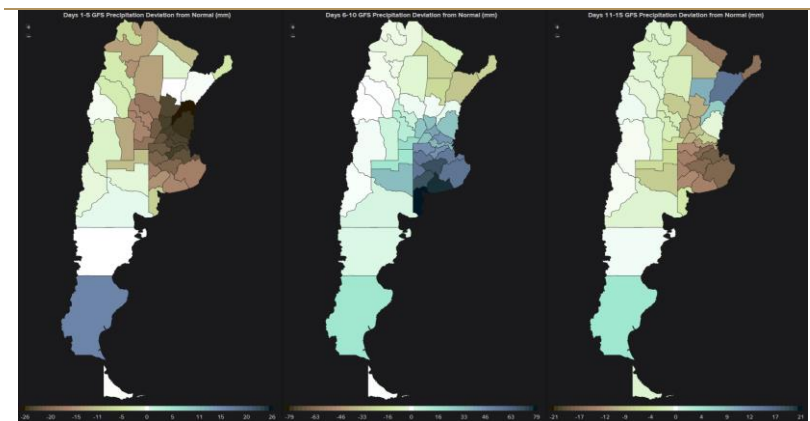 Days 1-5 GFS Precipitation Deviation from Normal (mm)
Days 6-10 GFS Precipitation Deviation from Normal (mm)
Days 11-15 GFS Precipitation Deviation from Normal (mm)
+ + +
− − −
-26 -20 -15 -11 -5 0 5 11 15 20 26
-79 -63 -46 -33 -16 0 16 33 46 63 79
-21 -17 -12 -8 -4 0 4 8 12 17 21